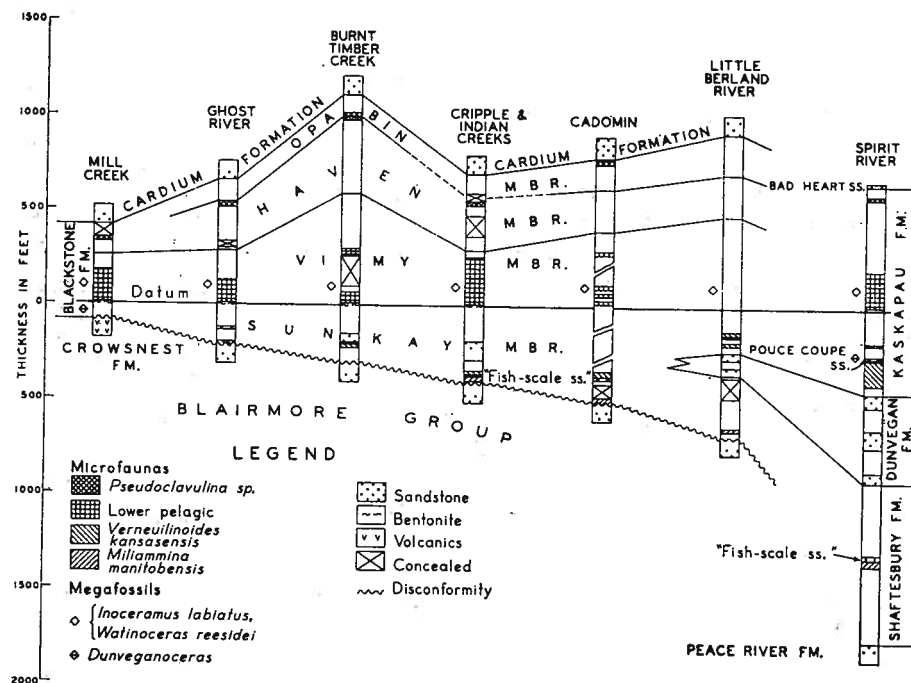 1500
1000
500
0
500
1000
1500
2000
THICKNESS IN FEET
MILL
CREEK
GHOST
RIVER
BURNT
TIMBER
CREEK
CRIPPLE &
INDIAN
CREEKS
CADOMIN
LITTLE
BERLAND
RIVER
SPIRIT
RIVER
CARDIUM FORMATION
CARDIUM FORMATION
OPABIN MBR.
HAVEN MBR.
VIMY MBR.
Datum
SUNKAY MBR.
BLACKSTONE
FM.
CROWSNEST
FM.
BLAIRMORE GROUP
"Fish-scale ss."
BAD HEART SS.
POUCE COUPE
SS.
KASKAPAU F.M.
DUNVEGAN
FM.
"Fish-scale ss."
SHAFTESBURY FM.
PEACE RIVER FM.
LEGEND
Microfaunas
Pseudoclavulina sp.
Lower pelagic
Verneuilinoides
kansasensis
Miliammina
manitobensis
Megafossils
Inoceramus labiatus,
Watinoceras reesidei
Dunveganoceras
Sandstone
Bentonite
Volcanics
Concealed
Disconformity